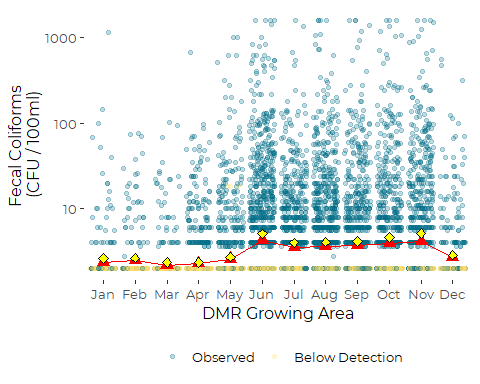 Fecal Coliforms
(CFU /100ml)
1000
100
10
Jan Feb Mar Apr May Jun Jul Aug Sep Oct Nov Dec
DMR Growing Area
Observed Below Detection